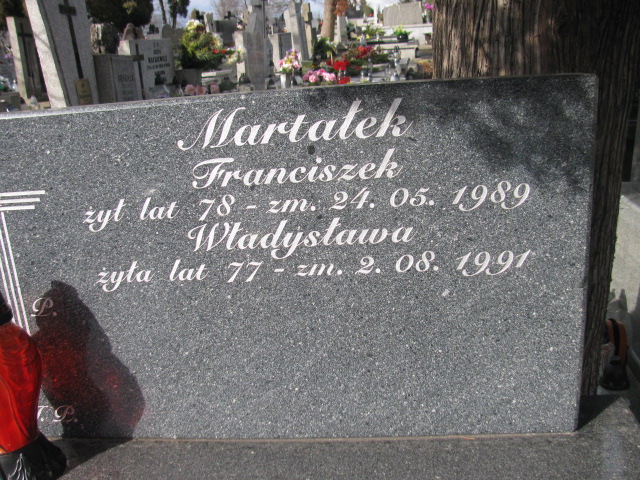 Martałek
Franciszek
żył lat 78 - zm. 24. 05. 1989
Władysława
żyła lat 77 - zm. 2. 08. 1991
P.
P.